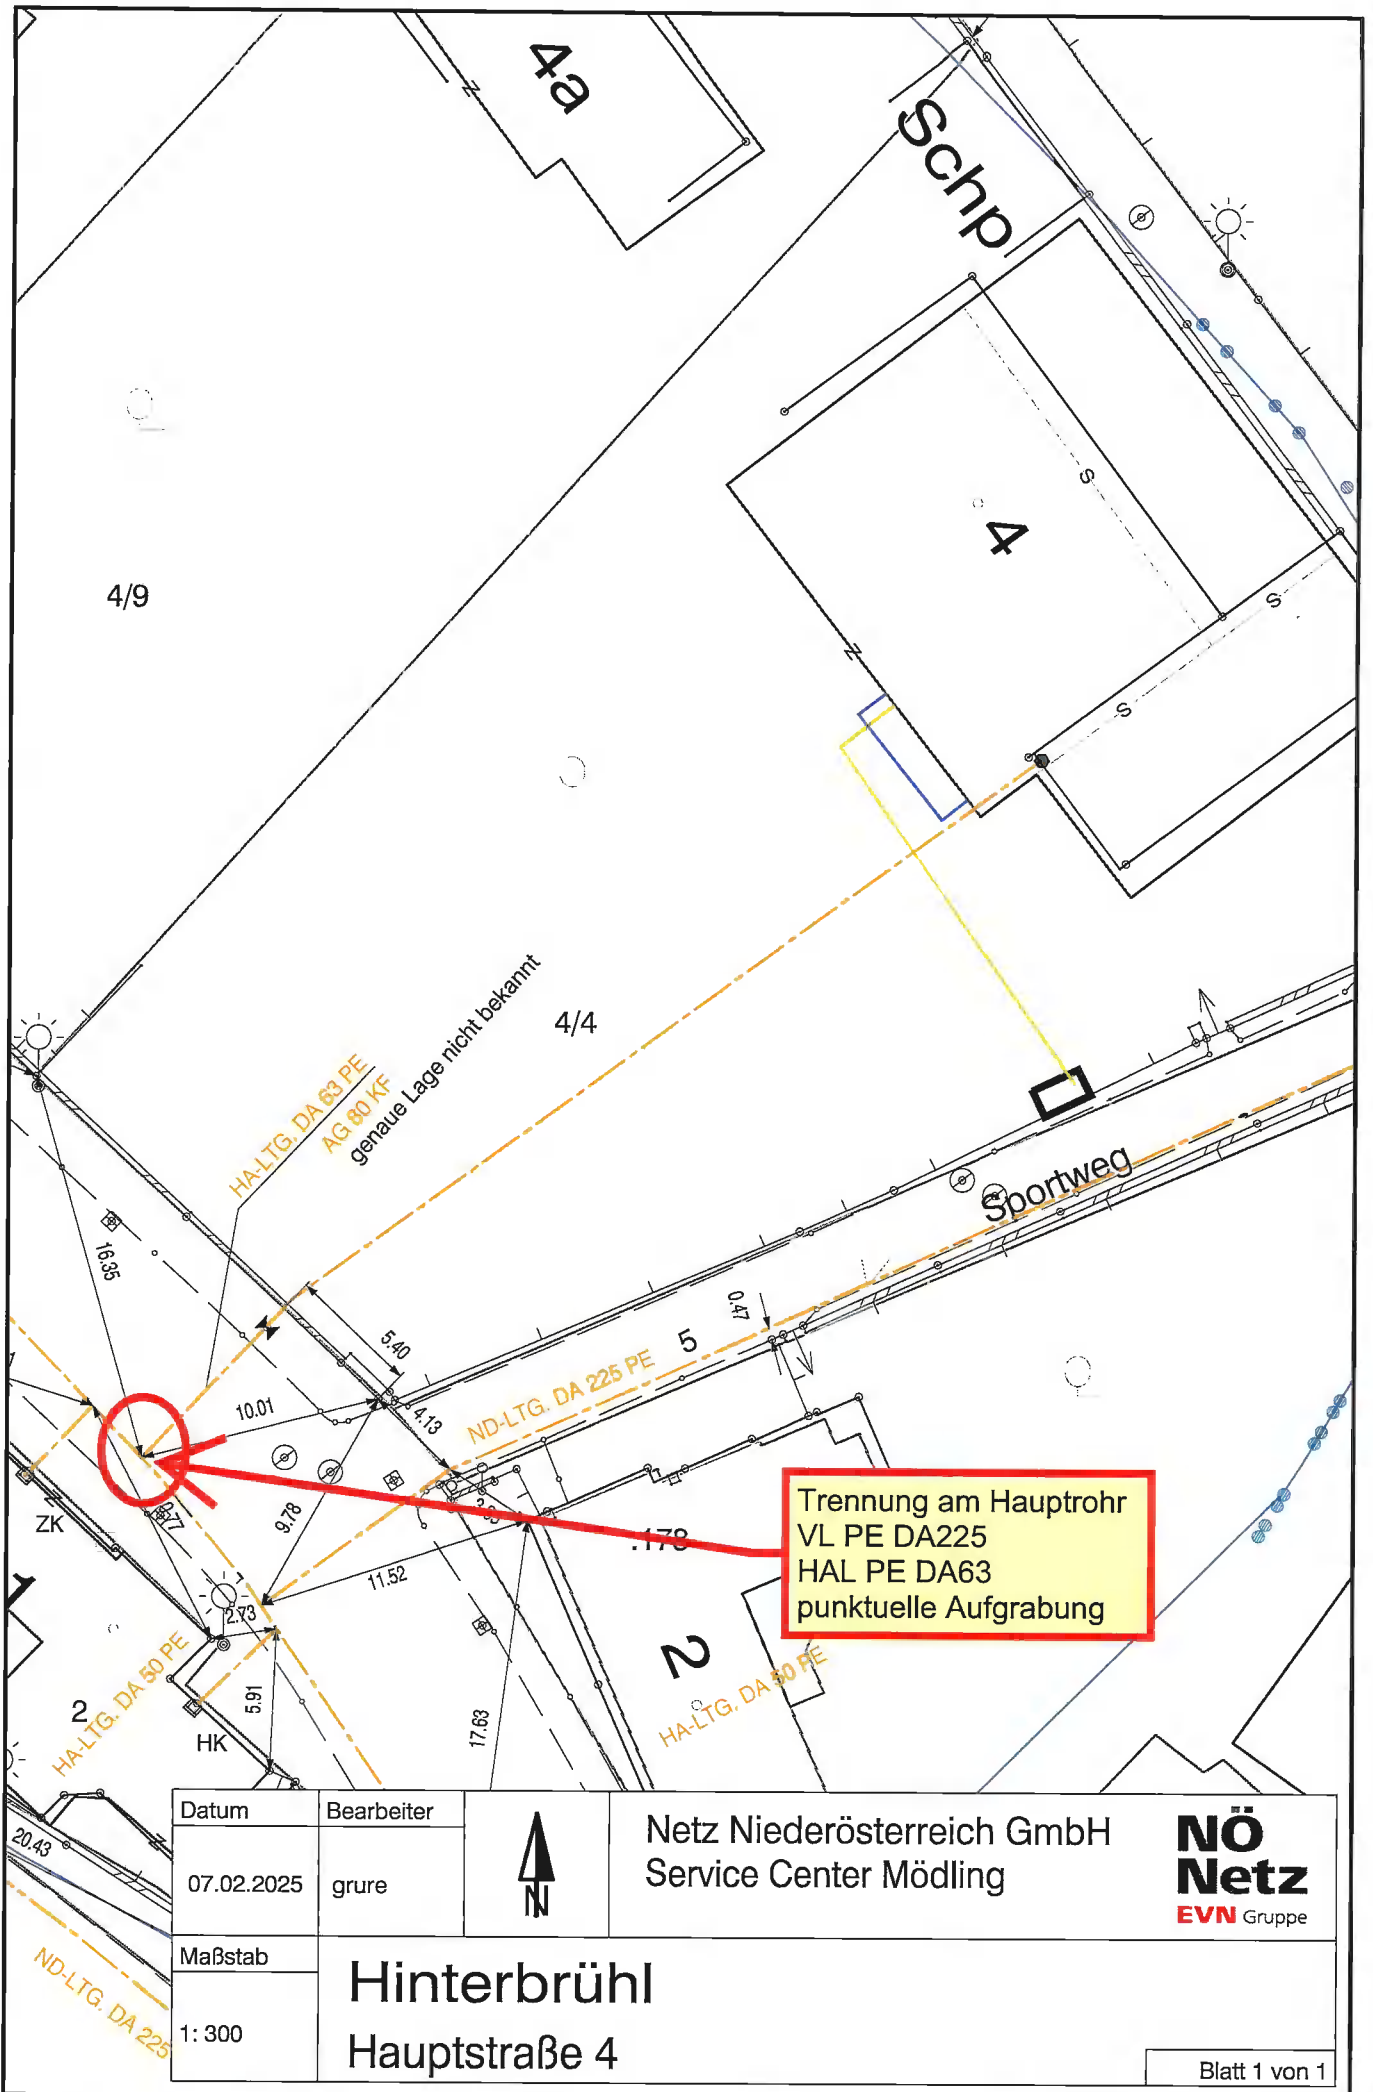 4a
Schp
4
S
S
S
4/9
4/4
HA-LTG. DA 63 PE
AG 80 KF
genaue Lage nicht bekannt
Sportweg
16.35
5.40
0.47
5
10.01
4.13
ND-LTG. DA 225 PE
9.78
11.52
.178
Trennung am Hauptrohr
VL PE DA225
HAL PE DA63
punktuelle Aufgrabung
ZK
1
2.73
2
HA-LTG. DA 50 PE
5.91
HK
17.63
2
HA-LTG. DA 50 PE
20.43
ND-LTG. DA 225
Datum
Bearbeiter
07.02.2025
grure
N
Netz Niederösterreich GmbH
Service Center Mödling
NÖ
Netz
EVN Gruppe
Maßstab
1: 300
Hinterbrühl
Hauptstraße 4
Blatt 1 von 1